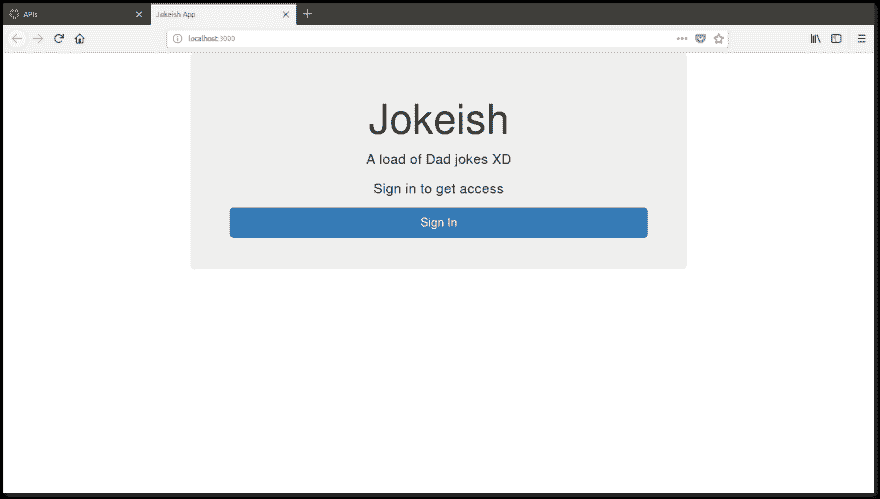 APIs
Jokeish App
localhost:3000
Jokeish
A load of Dad jokes XD
Sign in to get access
Sign In